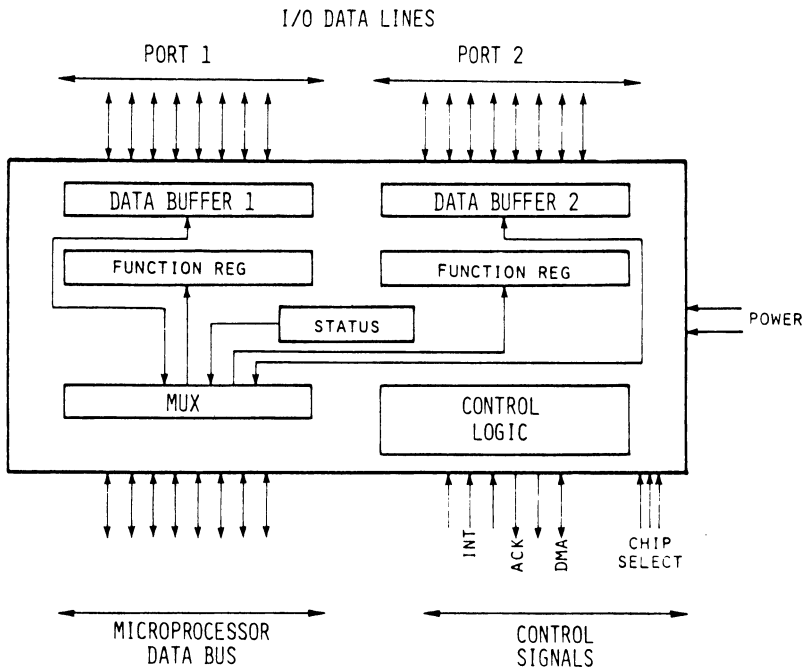 I/O DATA LINES
PORT 1
PORT 2
DATA BUFFER 1
DATA BUFFER 2
FUNCTION REG
FUNCTION REG
STATUS
POWER
MUX
CONTROL
LOGIC
INT
ACK
DMA
CHIP
SELECT
MICROPROCESSOR
DATA BUS
CONTROL
SIGNALS